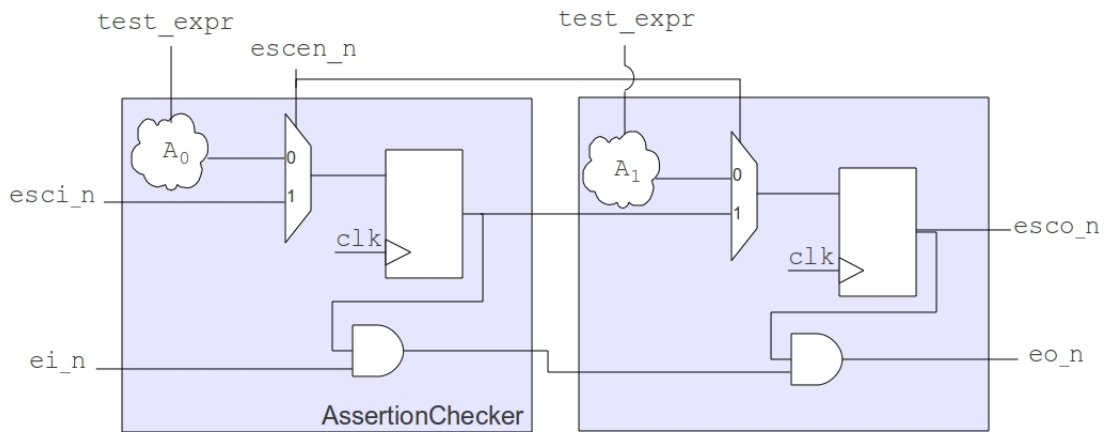 test_expr
test_expr
escen_n
A0
0
A1
0
esci_n
1
1
esco_n
clk
clk
ei_n
eo_n
AssertionChecker